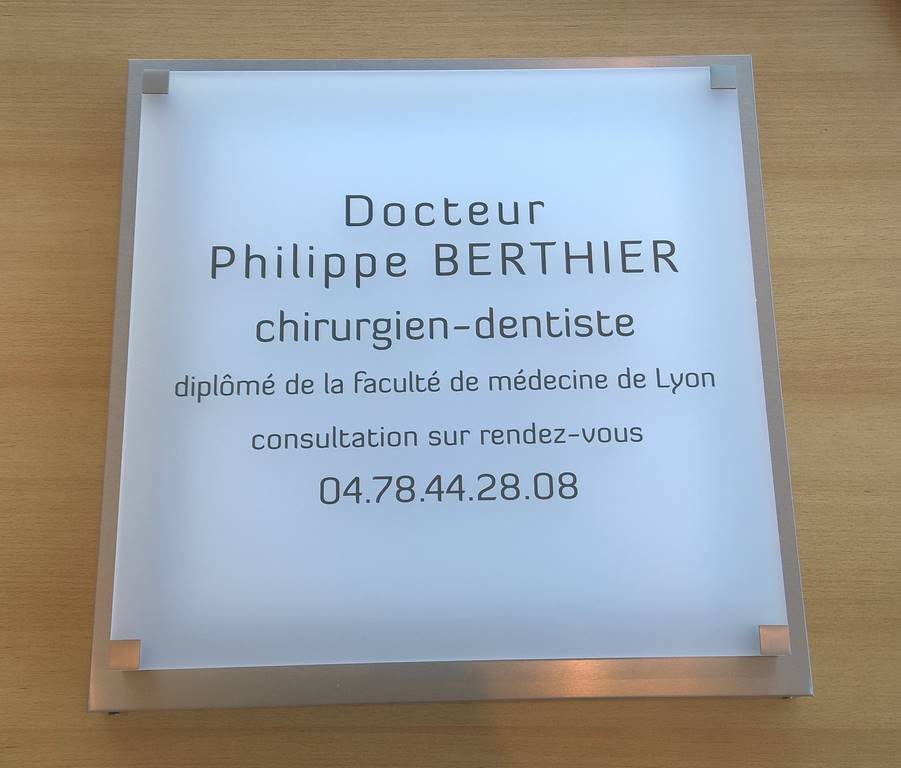 Docteur
Philippe BERTHIER
chirurgien-dentiste
diplômé de la faculté de médecine de Lyon
consultation sur rendez-vous
04.78.44.28.08